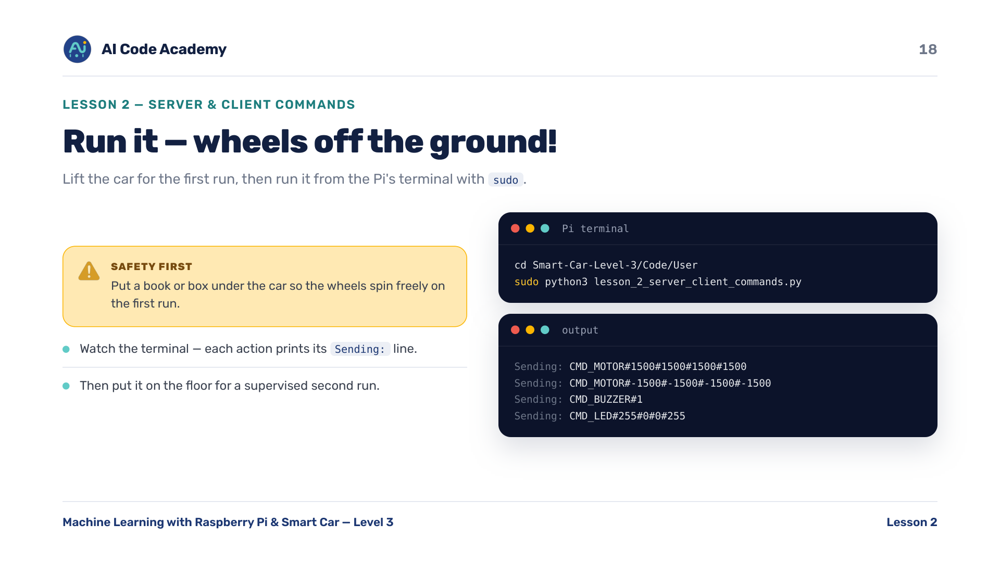 AI Code Academy
18
LESSON 2 — SERVER & CLIENT COMMANDS
Run it — wheels off the ground!
Lift the car for the first run, then run it from the Pi's terminal with sudo.
SAFETY FIRST
Put a book or box under the car so the wheels spin freely on
the first run.
Watch the terminal — each action prints its Sending: line.
Then put it on the floor for a supervised second run.
Pi terminal
cd Smart-Car-Level-3/Code/User
sudo python3 lesson_2_server_client_commands.py
output
Sending: CMD_MOTOR#1500#1500#1500#1500
Sending: CMD_MOTOR#-1500#-1500#-1500#-1500
Sending: CMD_BUZZER#1
Sending: CMD_LED#255#0#0#255
Machine Learning with Raspberry Pi & Smart Car — Level 3
Lesson 2